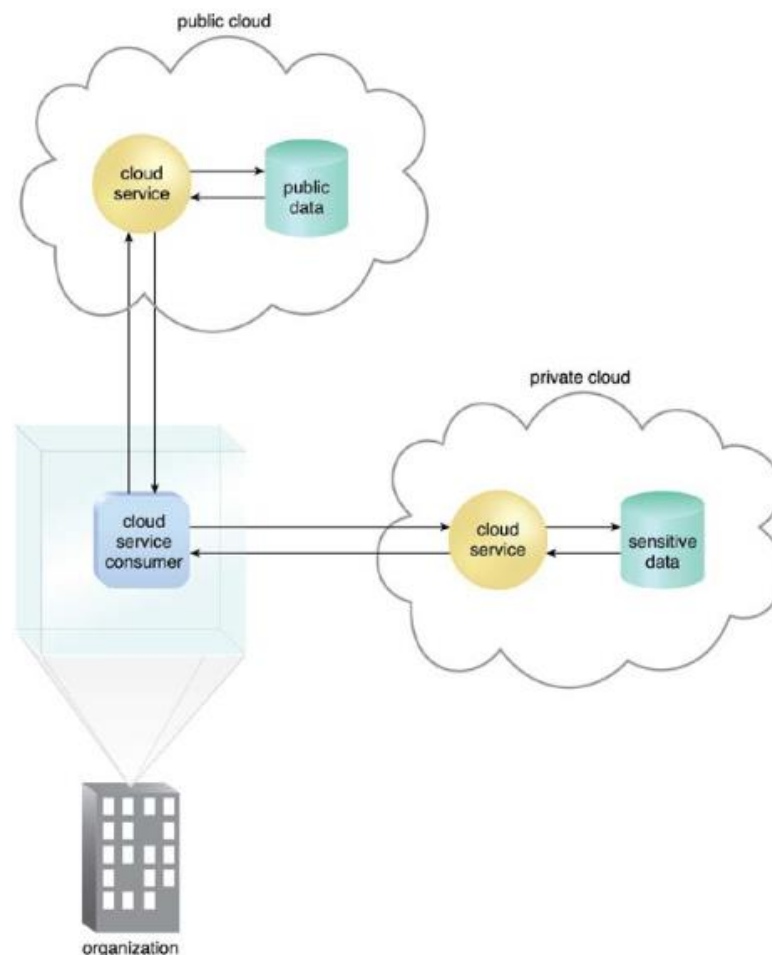 public cloud
cloud
service
public
data
private cloud
cloud
service
consumer
cloud
service
sensitive
data
organization